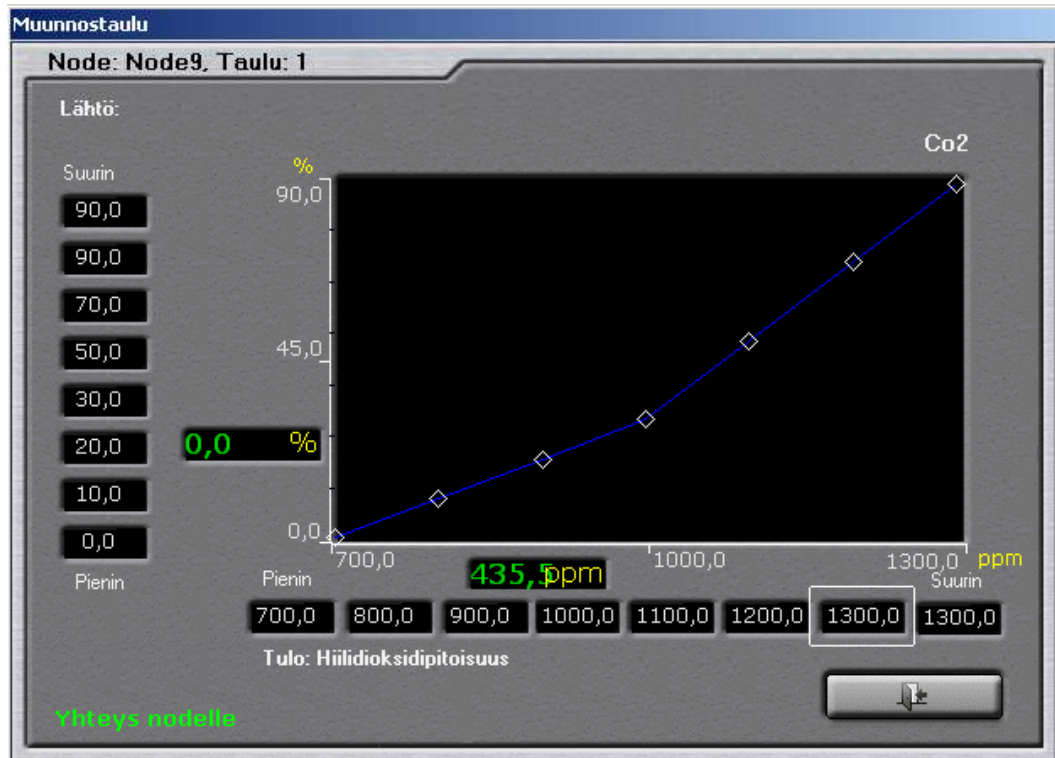 Muunnostaulu
Node: Node9, Taulu: 1
Lähtö:
Co2
Suurin
%
90,0
90,0
90,0
70,0
50,0
45,0
30,0
20,0
0,0 %
10,0
0,0
0,0
700,0 1000,0 1300,0 ppm
Pienin
Pienin
435,5ppm
Suurin
700,0 800,0 900,0 1000,0 1100,0 1200,0 1300,0 1300,0
Tulo: Hiilidioksidipitoisuus
Yhteys nodelle